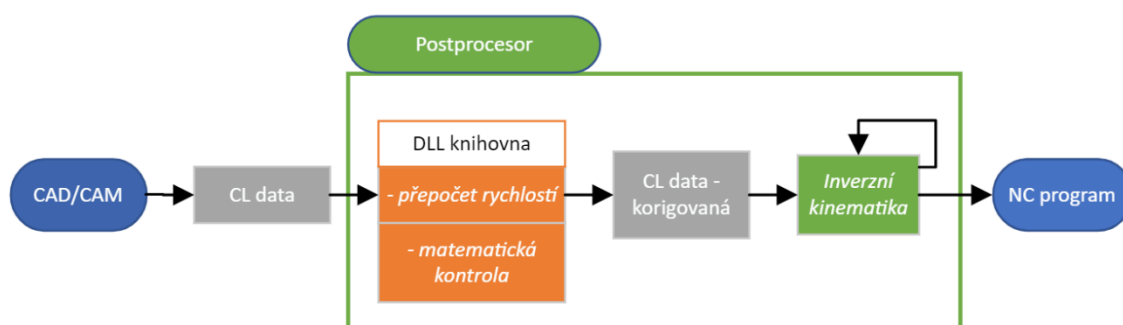 Postprocesor
CAD/CAM
CL data
DLL knihovna
- přepočet rychlostí
- matematická
kontrola
CL data -
korigovaná
Inverzní
kinematika
NC program